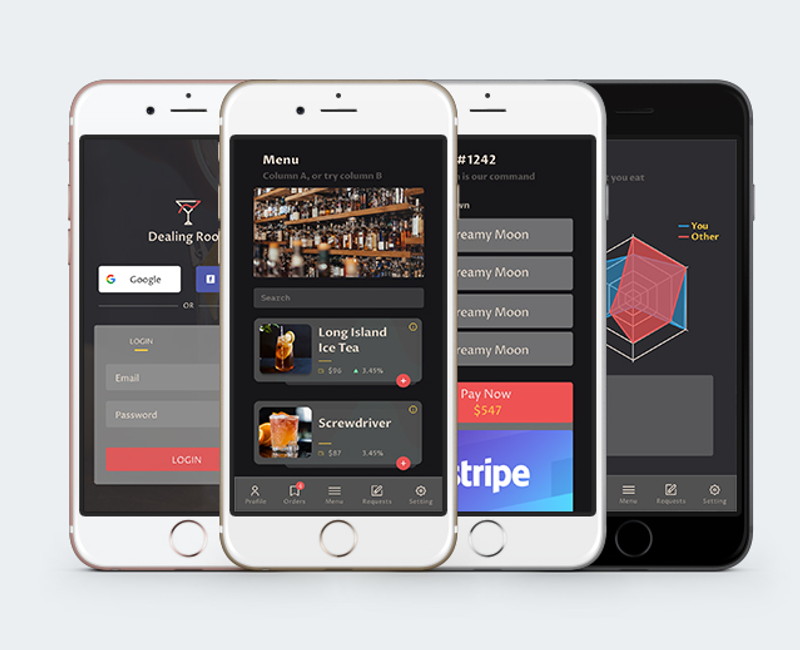 Dealing Roo
Google
OR
LOGIN
Email
Password
LOGIN
Menu
Column A, or try column B
Search
Long Island
Ice Tea
$96
3.45%
Screwdriver
$87
3.45%
Profile
Orders
Menu
Requests
Setting
#1242
is our command
wn
reamy Moon
reamy Moon
reamy Moon
reamy Moon
Pay Now
$547
stripe
you eat
You
Other
Menu
Requests
Setting